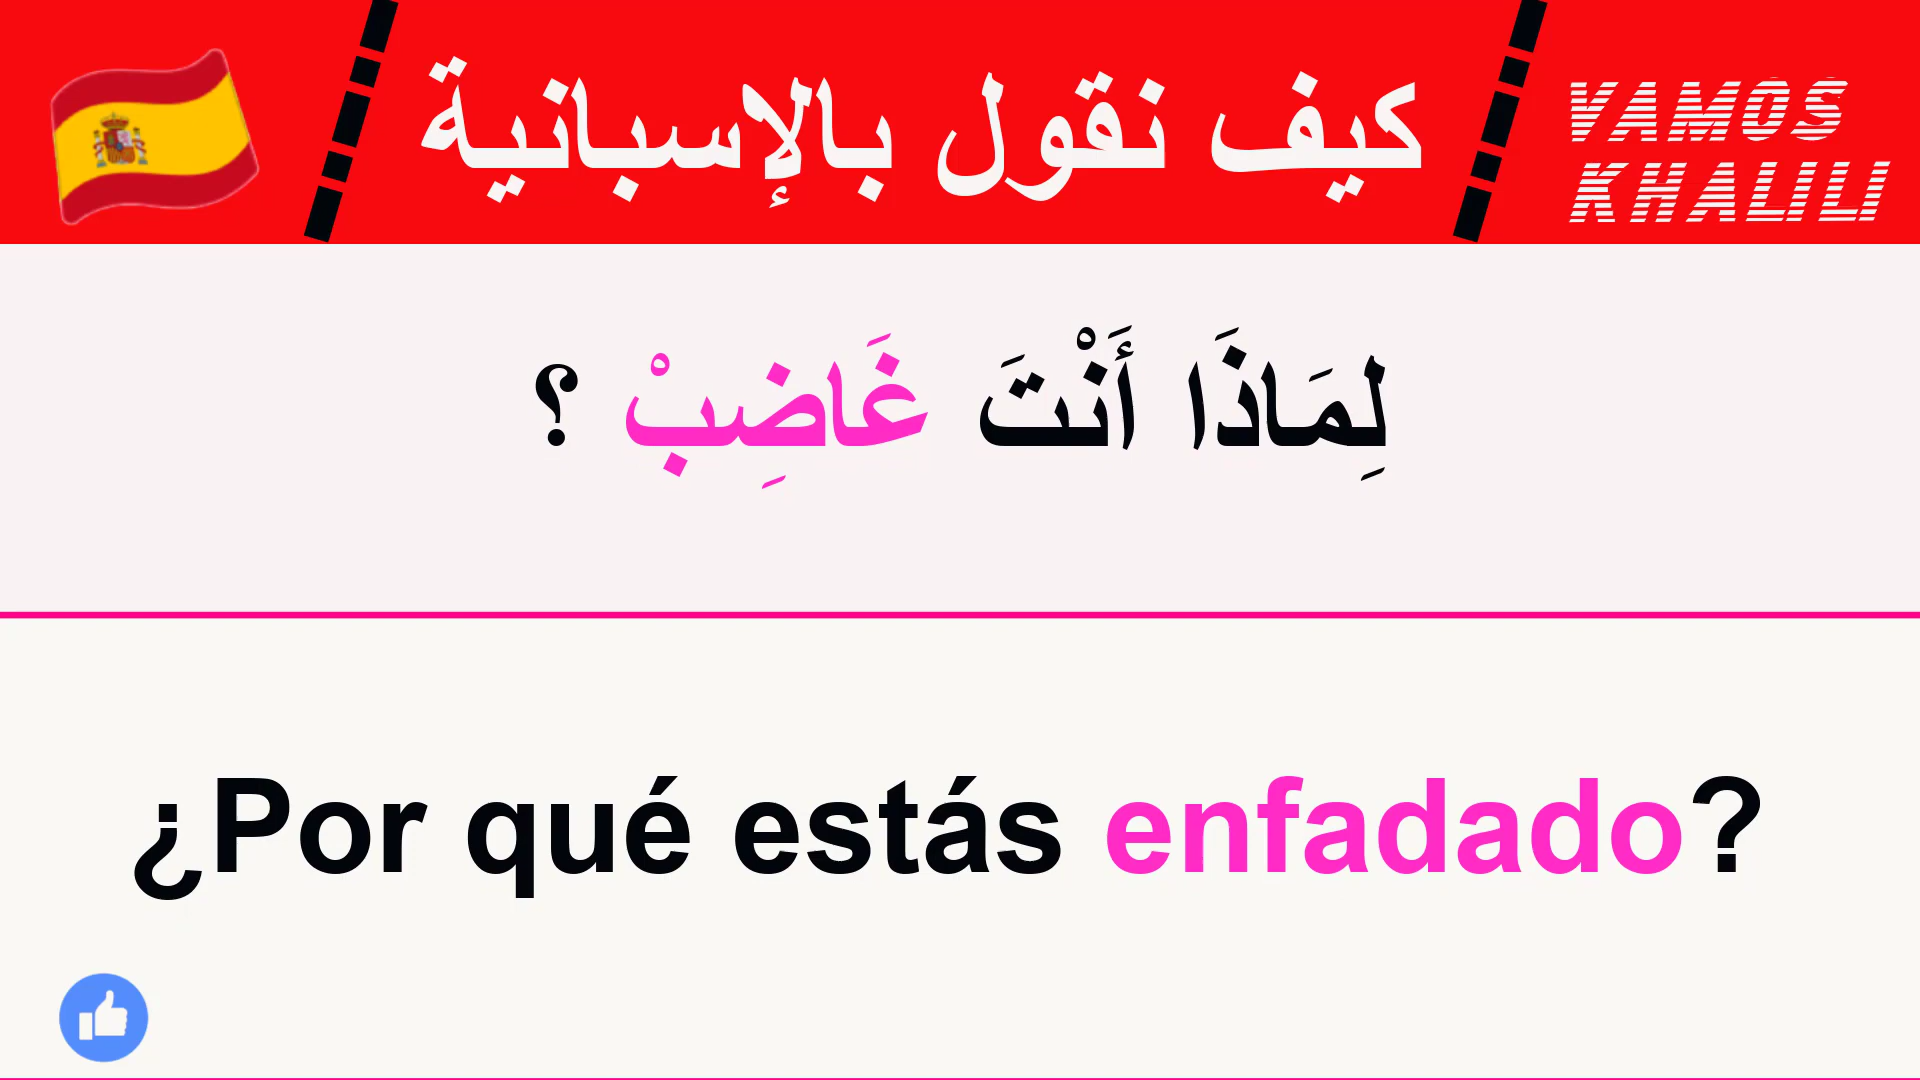 كيف نقول بالإسبانية
VAMOS
KHALILI
لِمَاذَا أَنْتَ غَاضِبْ ؟
¿Por qué estás enfadado?